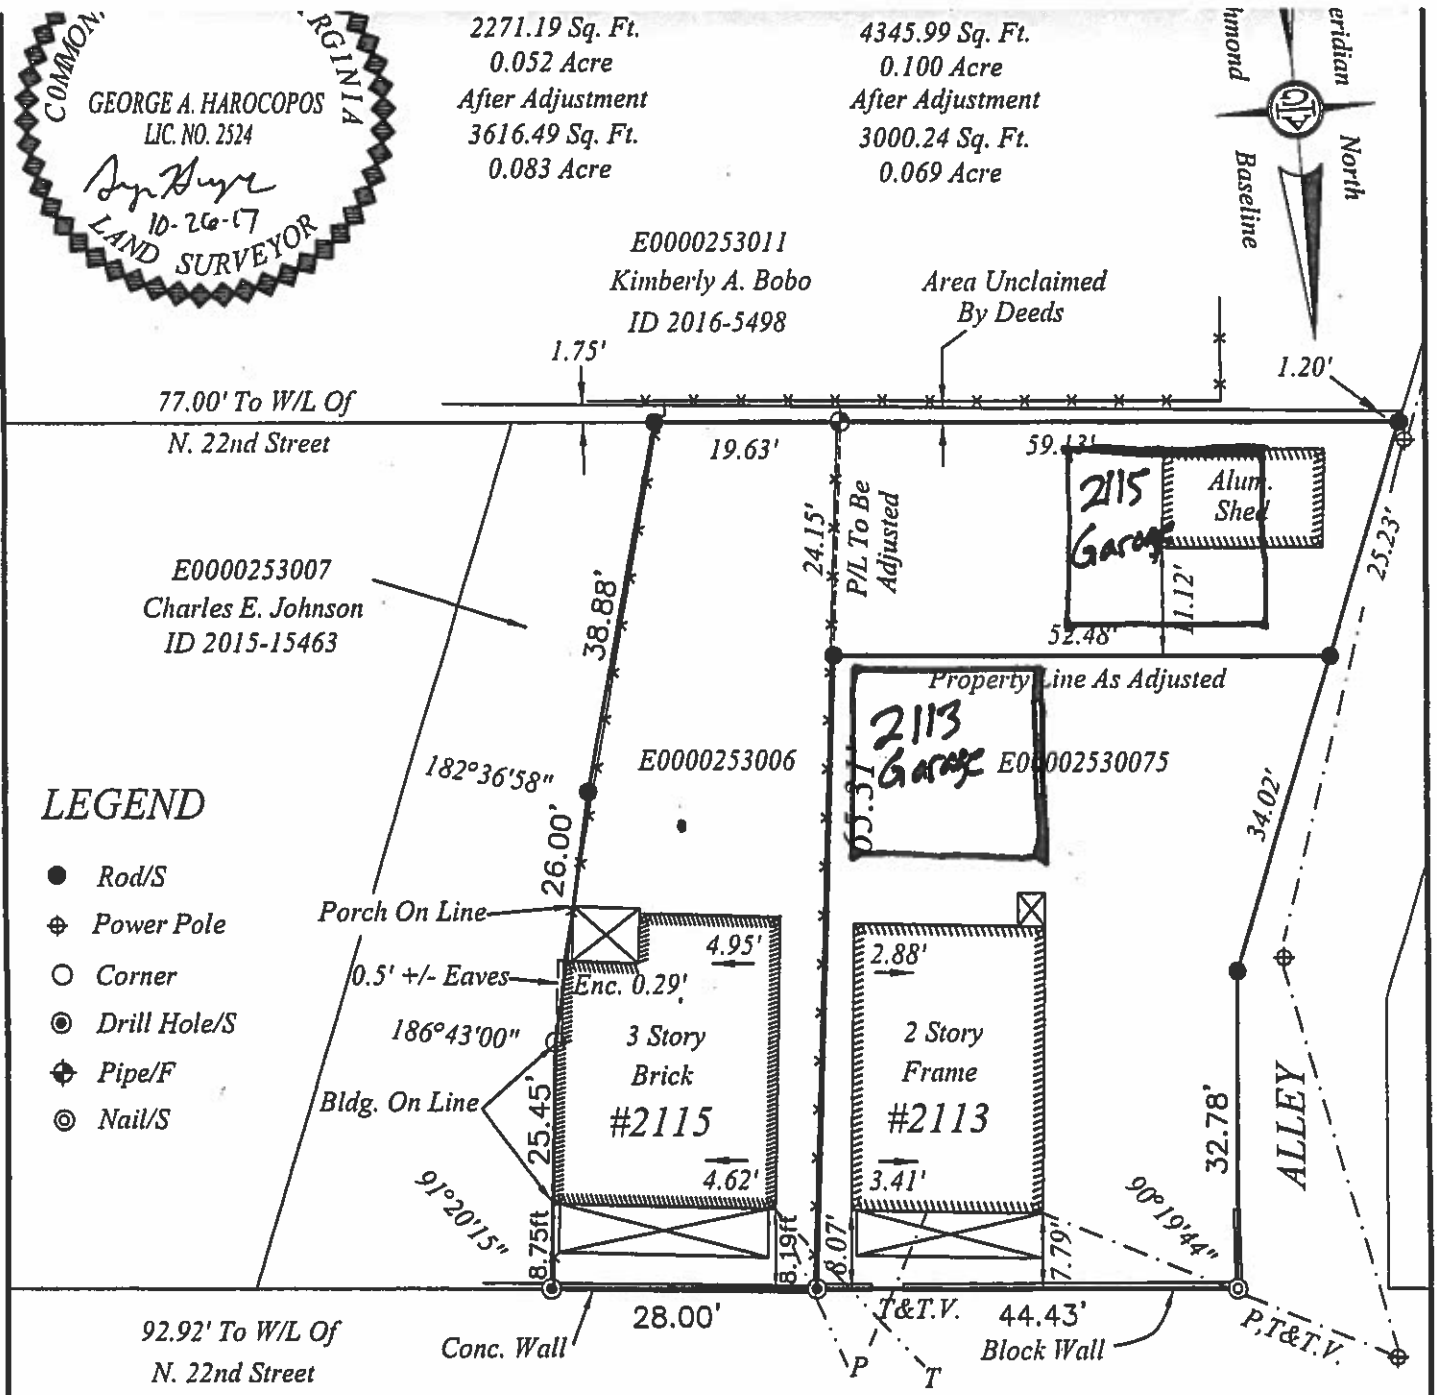 COMMON
RGINIA
GEORGE A. HAROCOPOS
LIC. NO. 2524
10-26-17
LAND SURVEYOR
2271.19 Sq. Ft.
0.052 Acre
After Adjustment
3616.49 Sq. Ft.
0.083 Acre
4345.99 Sq. Ft.
0.100 Acre
After Adjustment
3000.24 Sq. Ft.
0.069 Acre
hmond
eridian
North
Baseline
E0000253011
Kimberly A. Bobo
ID 2016-5498
Area Unclaimed
By Deeds
1.75'
1.20'
77.00' To W/L Of
N. 22nd Street
19.63'
59.13'
2115
Garage
Alum.
Shed
24.15'
P/L To Be
Adjusted
25.23'
11.12'
52.48'
E0000253007
Charles E. Johnson
ID 2015-15463
38.88'
Property Line As Adjusted
2113
Garage
E0000253006
E00002530075
65.37'
182°36'58"
34.02'
26.00'
LEGEND
Rod/S
Power Pole
Corner
Drill Hole/S
Pipe/F
Nail/S
Porch On Line
0.5' +/- Eaves
Enc. 0.29'
186°43'00"
Bldg. On Line
4.95'
2.88'
3 Story
Brick
#2115
2 Story
Frame
#2113
4.62'
3.41'
25.45'
91°20'15"
32.78'
ALLEY
90°19'44"
8.75ft
8.19ft
8.07'
7.79'
28.00'
T&T.V.
44.43'
P,T&T.V.
92.92' To W/L Of
N. 22nd Street
Conc. Wall
Block Wall
P
T